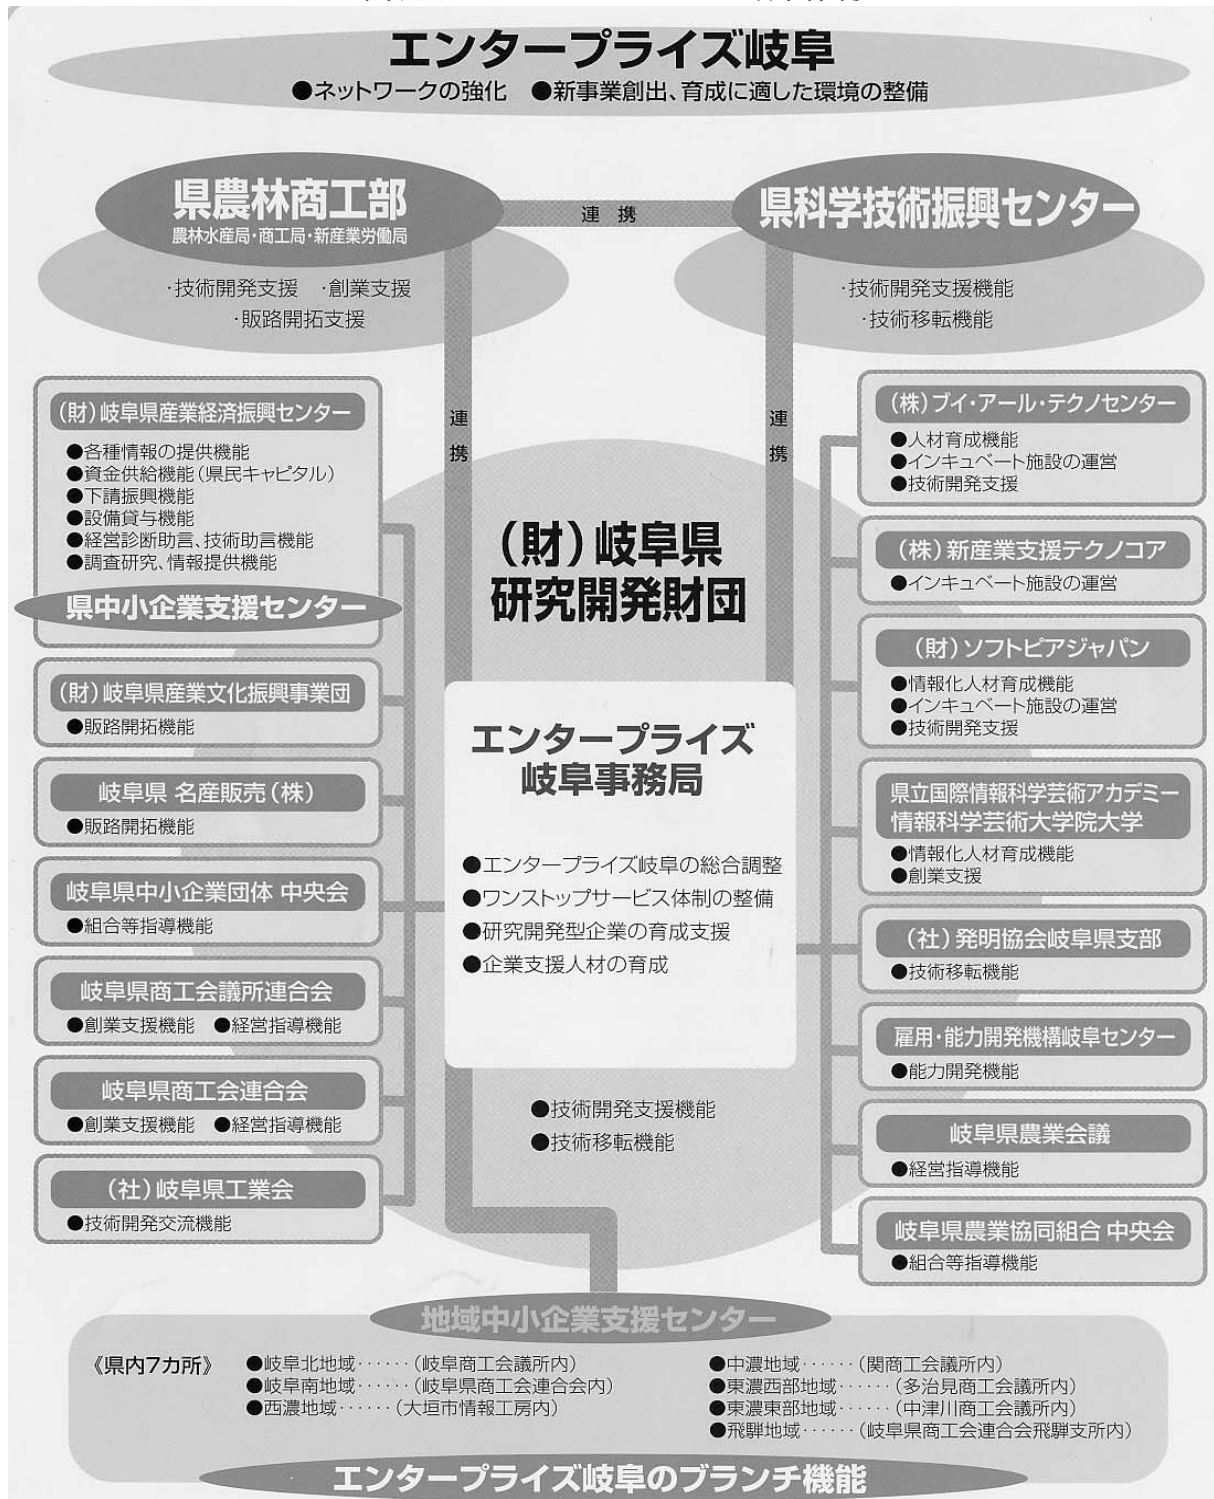 エンタープライズ岐阜
●ネットワークの強化 ●新事業創出、育成に適した環境の整備
県農林商工部
農林水産局・商工局・新産業労働局
連携
県科学技術振興センター
・技術開発支援 ・創業支援
・販路開拓支援
・技術開発支援機能
・技術移転機能
連携
連携
(財)岐阜県産業経済振興センター
●各種情報の提供機能
●資金供給機能(県民キャピタル)
●下請振興機能
●設備貸与機能
●経営診断助言、技術助言機能
●調査研究、情報提供機能
県中小企業支援センター
(財)岐阜県産業文化振興事業団
●販路開拓機能
岐阜県 名産販売(株)
●販路開拓機能
岐阜県中小企業団体 中央会
●組合等指導機能
岐阜県商工会議所連合会
●創業支援機能 ●経営指導機能
岐阜県商工会連合会
●創業支援機能 ●経営指導機能
(社)岐阜県工業会
●技術開発交流機能
(財)岐阜県
研究開発財団
エンタープライズ
岐阜事務局
●エンタープライズ岐阜の総合調整
●ワンストップサービス体制の整備
●研究開発型企業の育成支援
●企業支援人材の育成
●技術開発支援機能
●技術移転機能
(株)ブイ・アール・テクノセンター
●人材育成機能
●インキュベート施設の運営
●技術開発支援
(株)新産業支援テクノコア
●インキュベート施設の運営
(財)ソフトピアジャパン
●情報化人材育成機能
●インキュベート施設の運営
●技術開発支援
県立国際情報科学芸術アカデミー
情報科学芸術大学院大学
●情報化人材育成機能
●創業支援
(社)発明協会岐阜県支部
●技術移転機能
雇用・能力開発機構岐阜センター
●能力開発機能
岐阜県農業会議
●経営指導機能
岐阜県農業協同組合 中央会
●組合等指導機能
地域中小企業支援センター
《県内7カ所》
●岐阜北地域‥‥‥(岐阜商工会議所内)
●岐阜南地域‥‥‥(岐阜県商工会連合会内)
●西濃地域‥‥‥(大垣市情報工房内)
●中濃地域‥‥‥(関商工会議所内)
●東濃西部地域‥‥‥(多治見商工会議所内)
●東濃東部地域‥‥‥(中津川商工会議所内)
●飛騨地域‥‥‥(岐阜県商工会連合会飛騨支所内)
エンタープライズ岐阜のブランチ機能